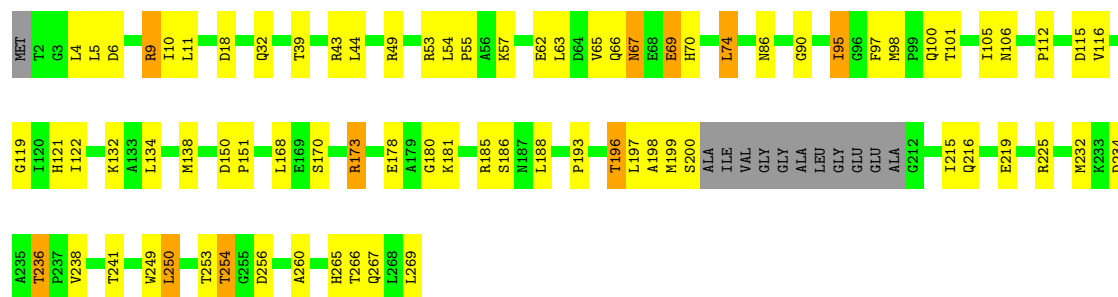 MET T2 G3 L4 L5 D6 R9 I10 L11 D18 Q32 T39 R43 L44 R49 R53 L54 P55 A56 K57 E62 L63 D64 V65 Q66 N67 E68 E69 H70 L74 N86 G90 I95 G96 F97 M98 P99 Q100 T101 I105 N106 P112 D115 V116
G119 I120 H121 I122 K132 A133 L134 M138 D150 P151 L168 E169 S170 R173 E178 A179 G180 K181 R185 S186 N187 L188 P193 T196 L197 A198 M199 S200 ALA ILE VAL GLY GLY ALA LEU GLY GLU GLU ALA G212 I215 Q216 E219 R225 M232 K233 D234
A235 T236 P237 V238 T241 W249 L250 T253 T254 G255 D256 A260 H265 T266 Q267 L268 L269